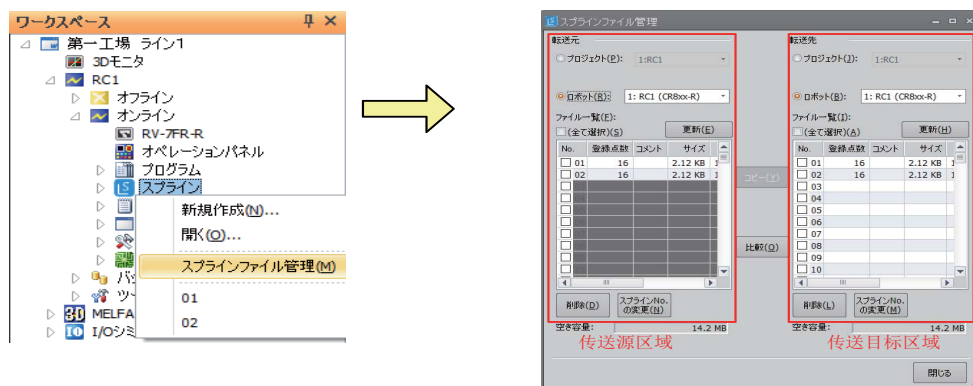 ワークスペース
第一工場 ライン1
3Dモニタ
RC1
オフライン
オンライン
RV-7FR-R
オペレーションパネル
プログラム
スプライン
新規作成(N)...
開く(O)...
スプラインファイル管理(M)
01
02
MELFA
スプラインファイル管理
転送元
プロジェクト(P): 1:RC1
ロボット(R): 1: RC1 (CR8xx-R)
ファイル一覧(E):
(全て選択)(S) 更新(E)
No. 登録点数 コメント サイズ
01 16 2.12 KB 1
02 16 2.12 KB 1
削除(D) スプラインNo.の変更(N)
空き容量: 14.2 MB
传送源区域
コピー(Y)
比較(O)
転送先
プロジェクト(J): 1:RC1
ロボット(B): 1: RC1 (CR8xx-R)
ファイル一覧(I):
(全て選択)(A) 更新(H)
No. 登録点数 コメント サイズ
01 16 2.12 KB 1
02 16 2.12 KB 1
03
04
05
06
07
08
09
10
削除(L) スプラインNo.の変更(M)
空き容量: 14.2 MB
传送目标区域
閉じる